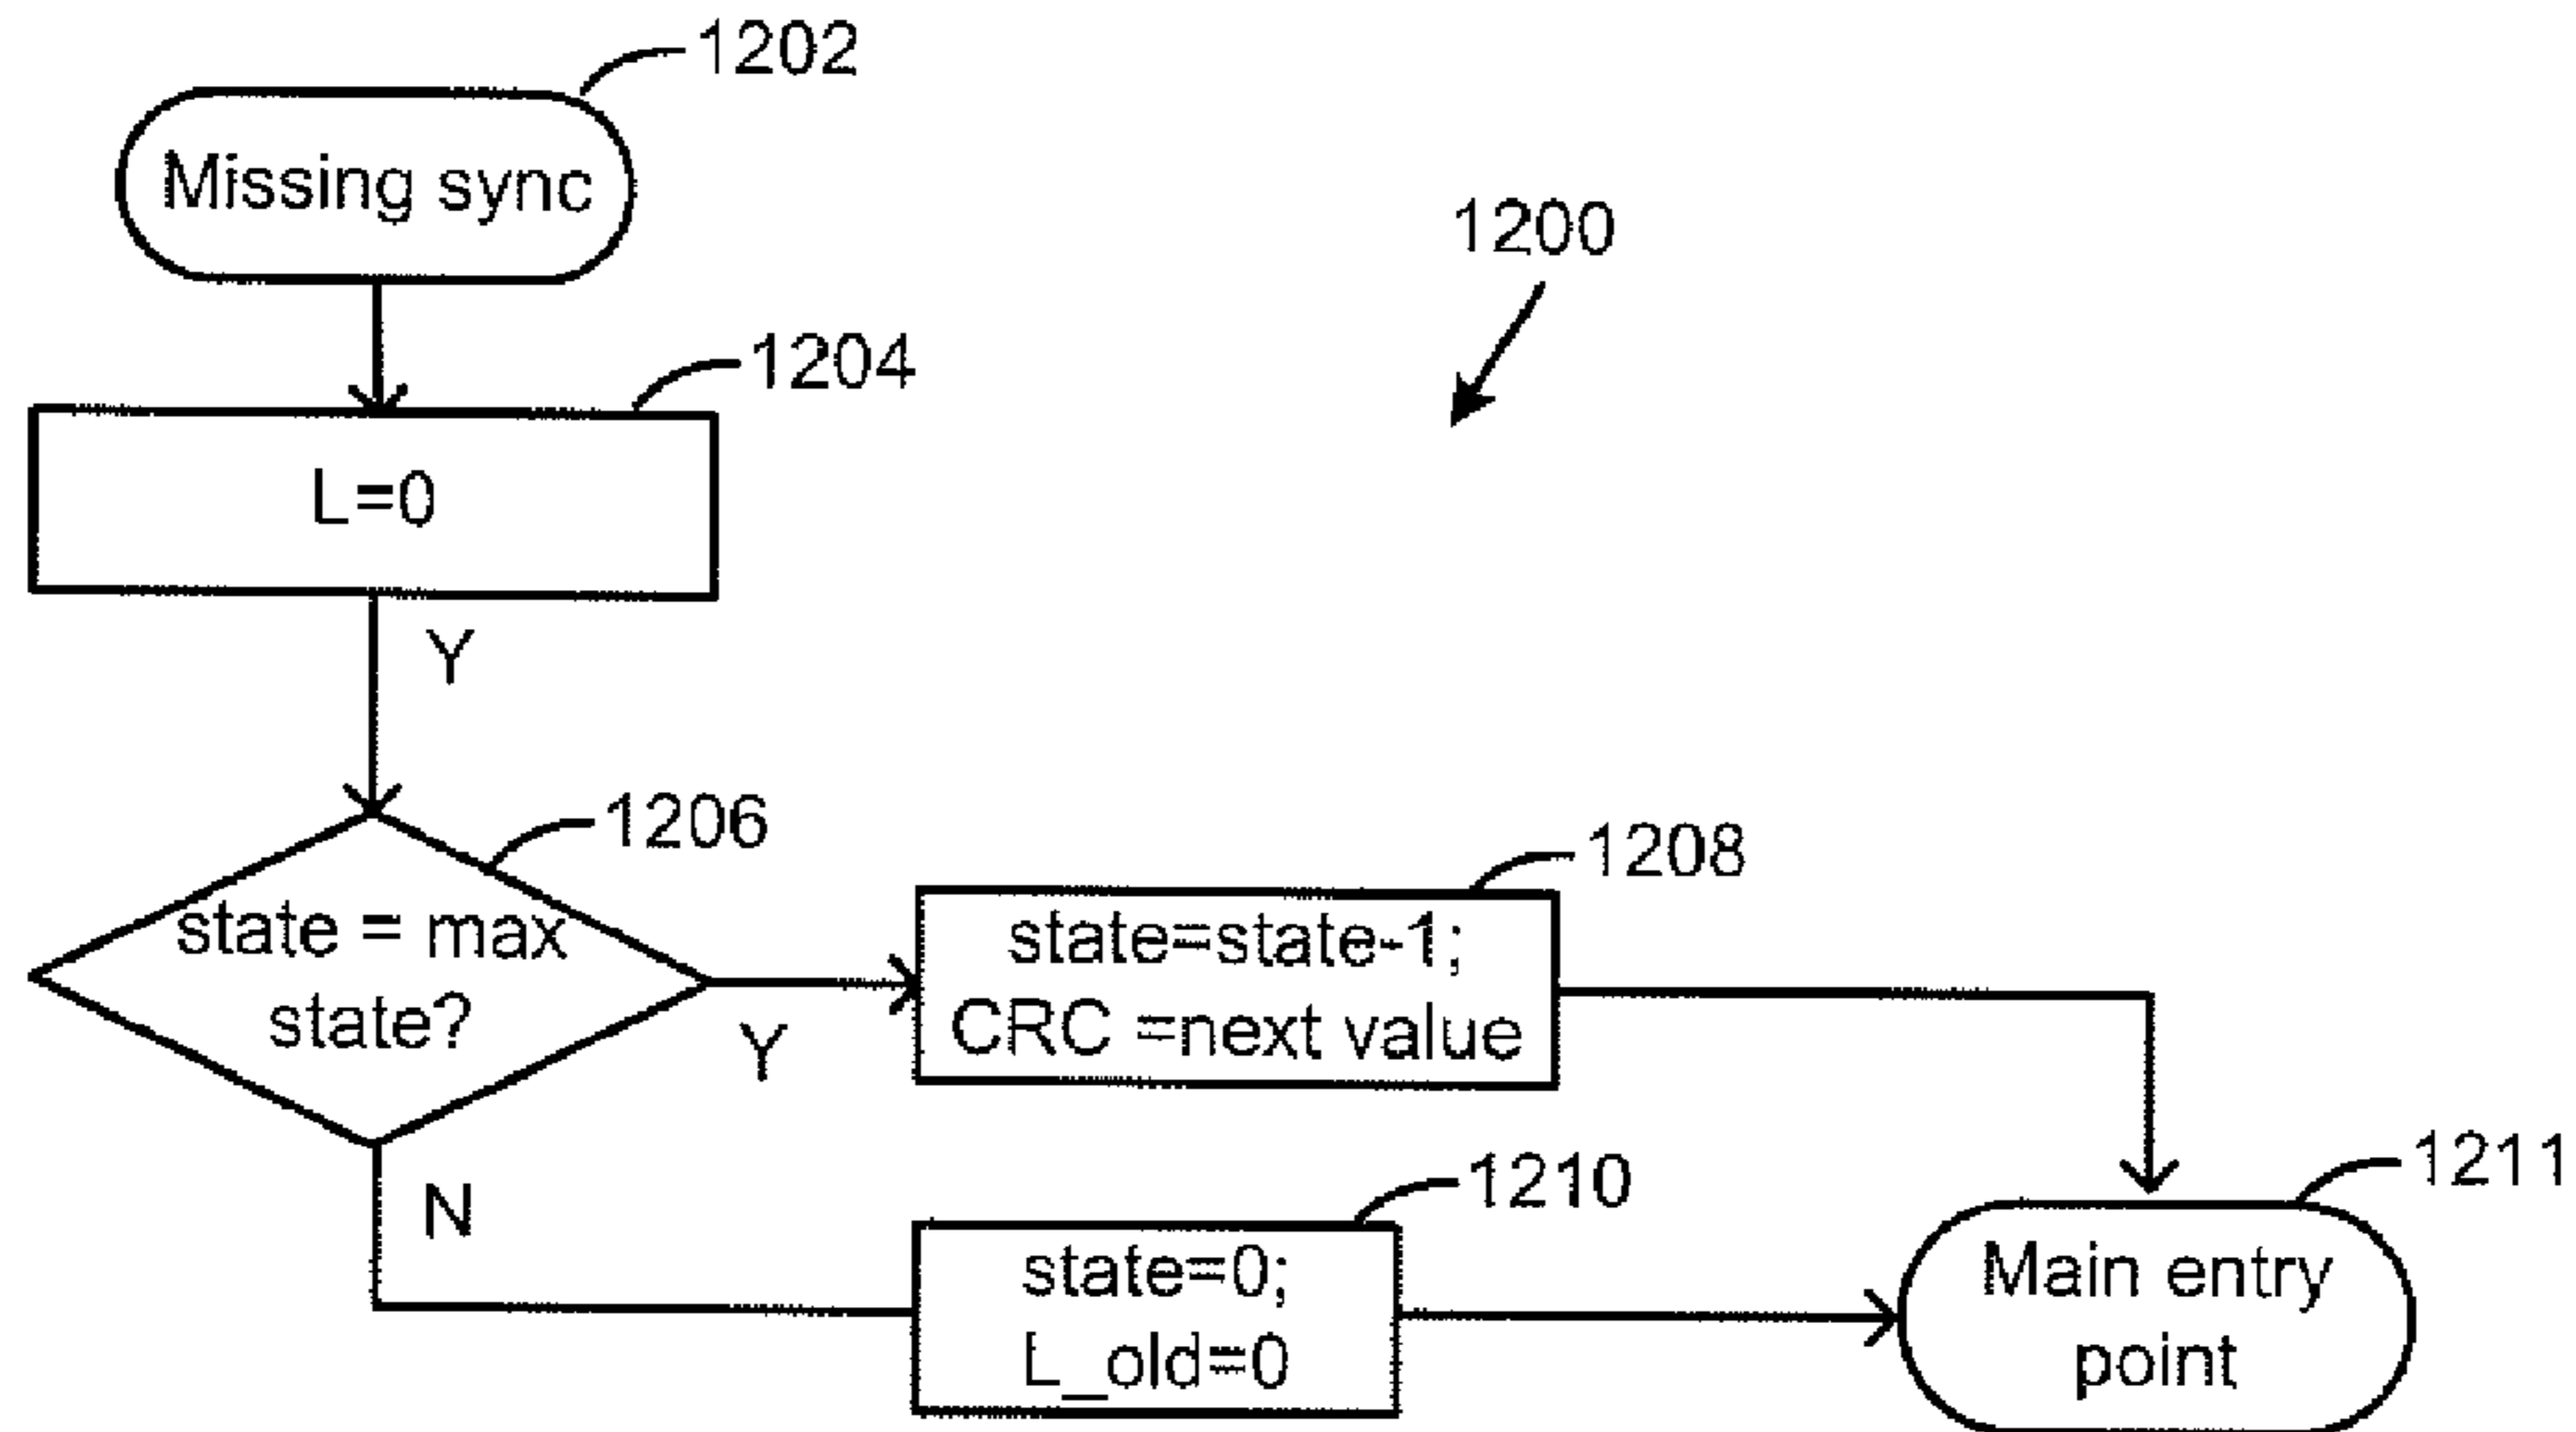 1202
Missing sync
1200
1204
L=0
Y
1206
state = max
state?
Y
1208
state=state-1;
CRC =next value
N
1210
state=0;
L_old=0
1211
Main entry
point